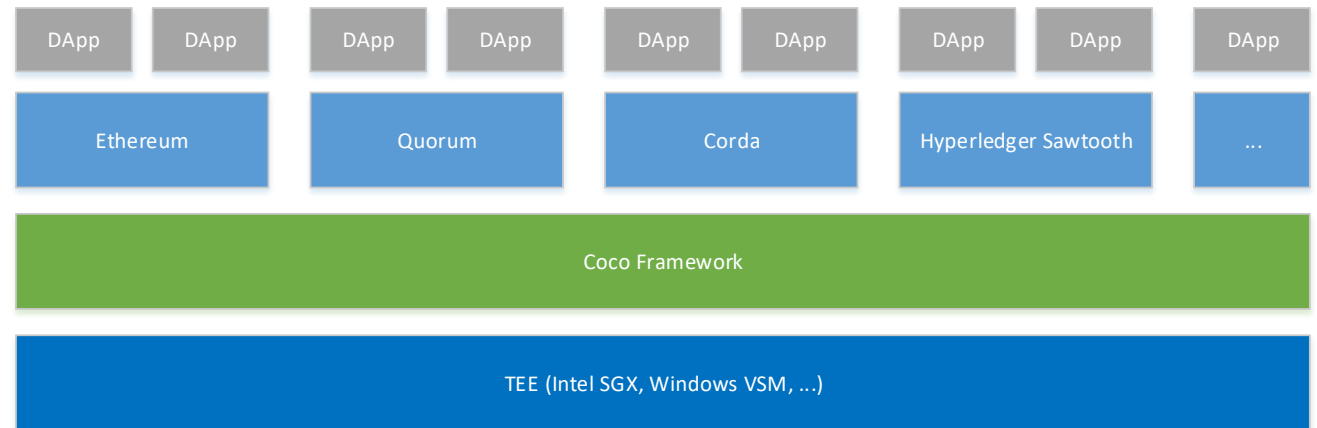 DApp DApp DApp DApp DApp DApp DApp DApp DApp
Ethereum Quorum Corda Hyperledger Sawtooth ...
Coco Framework
TEE (Intel SGX, Windows VSM, ...)